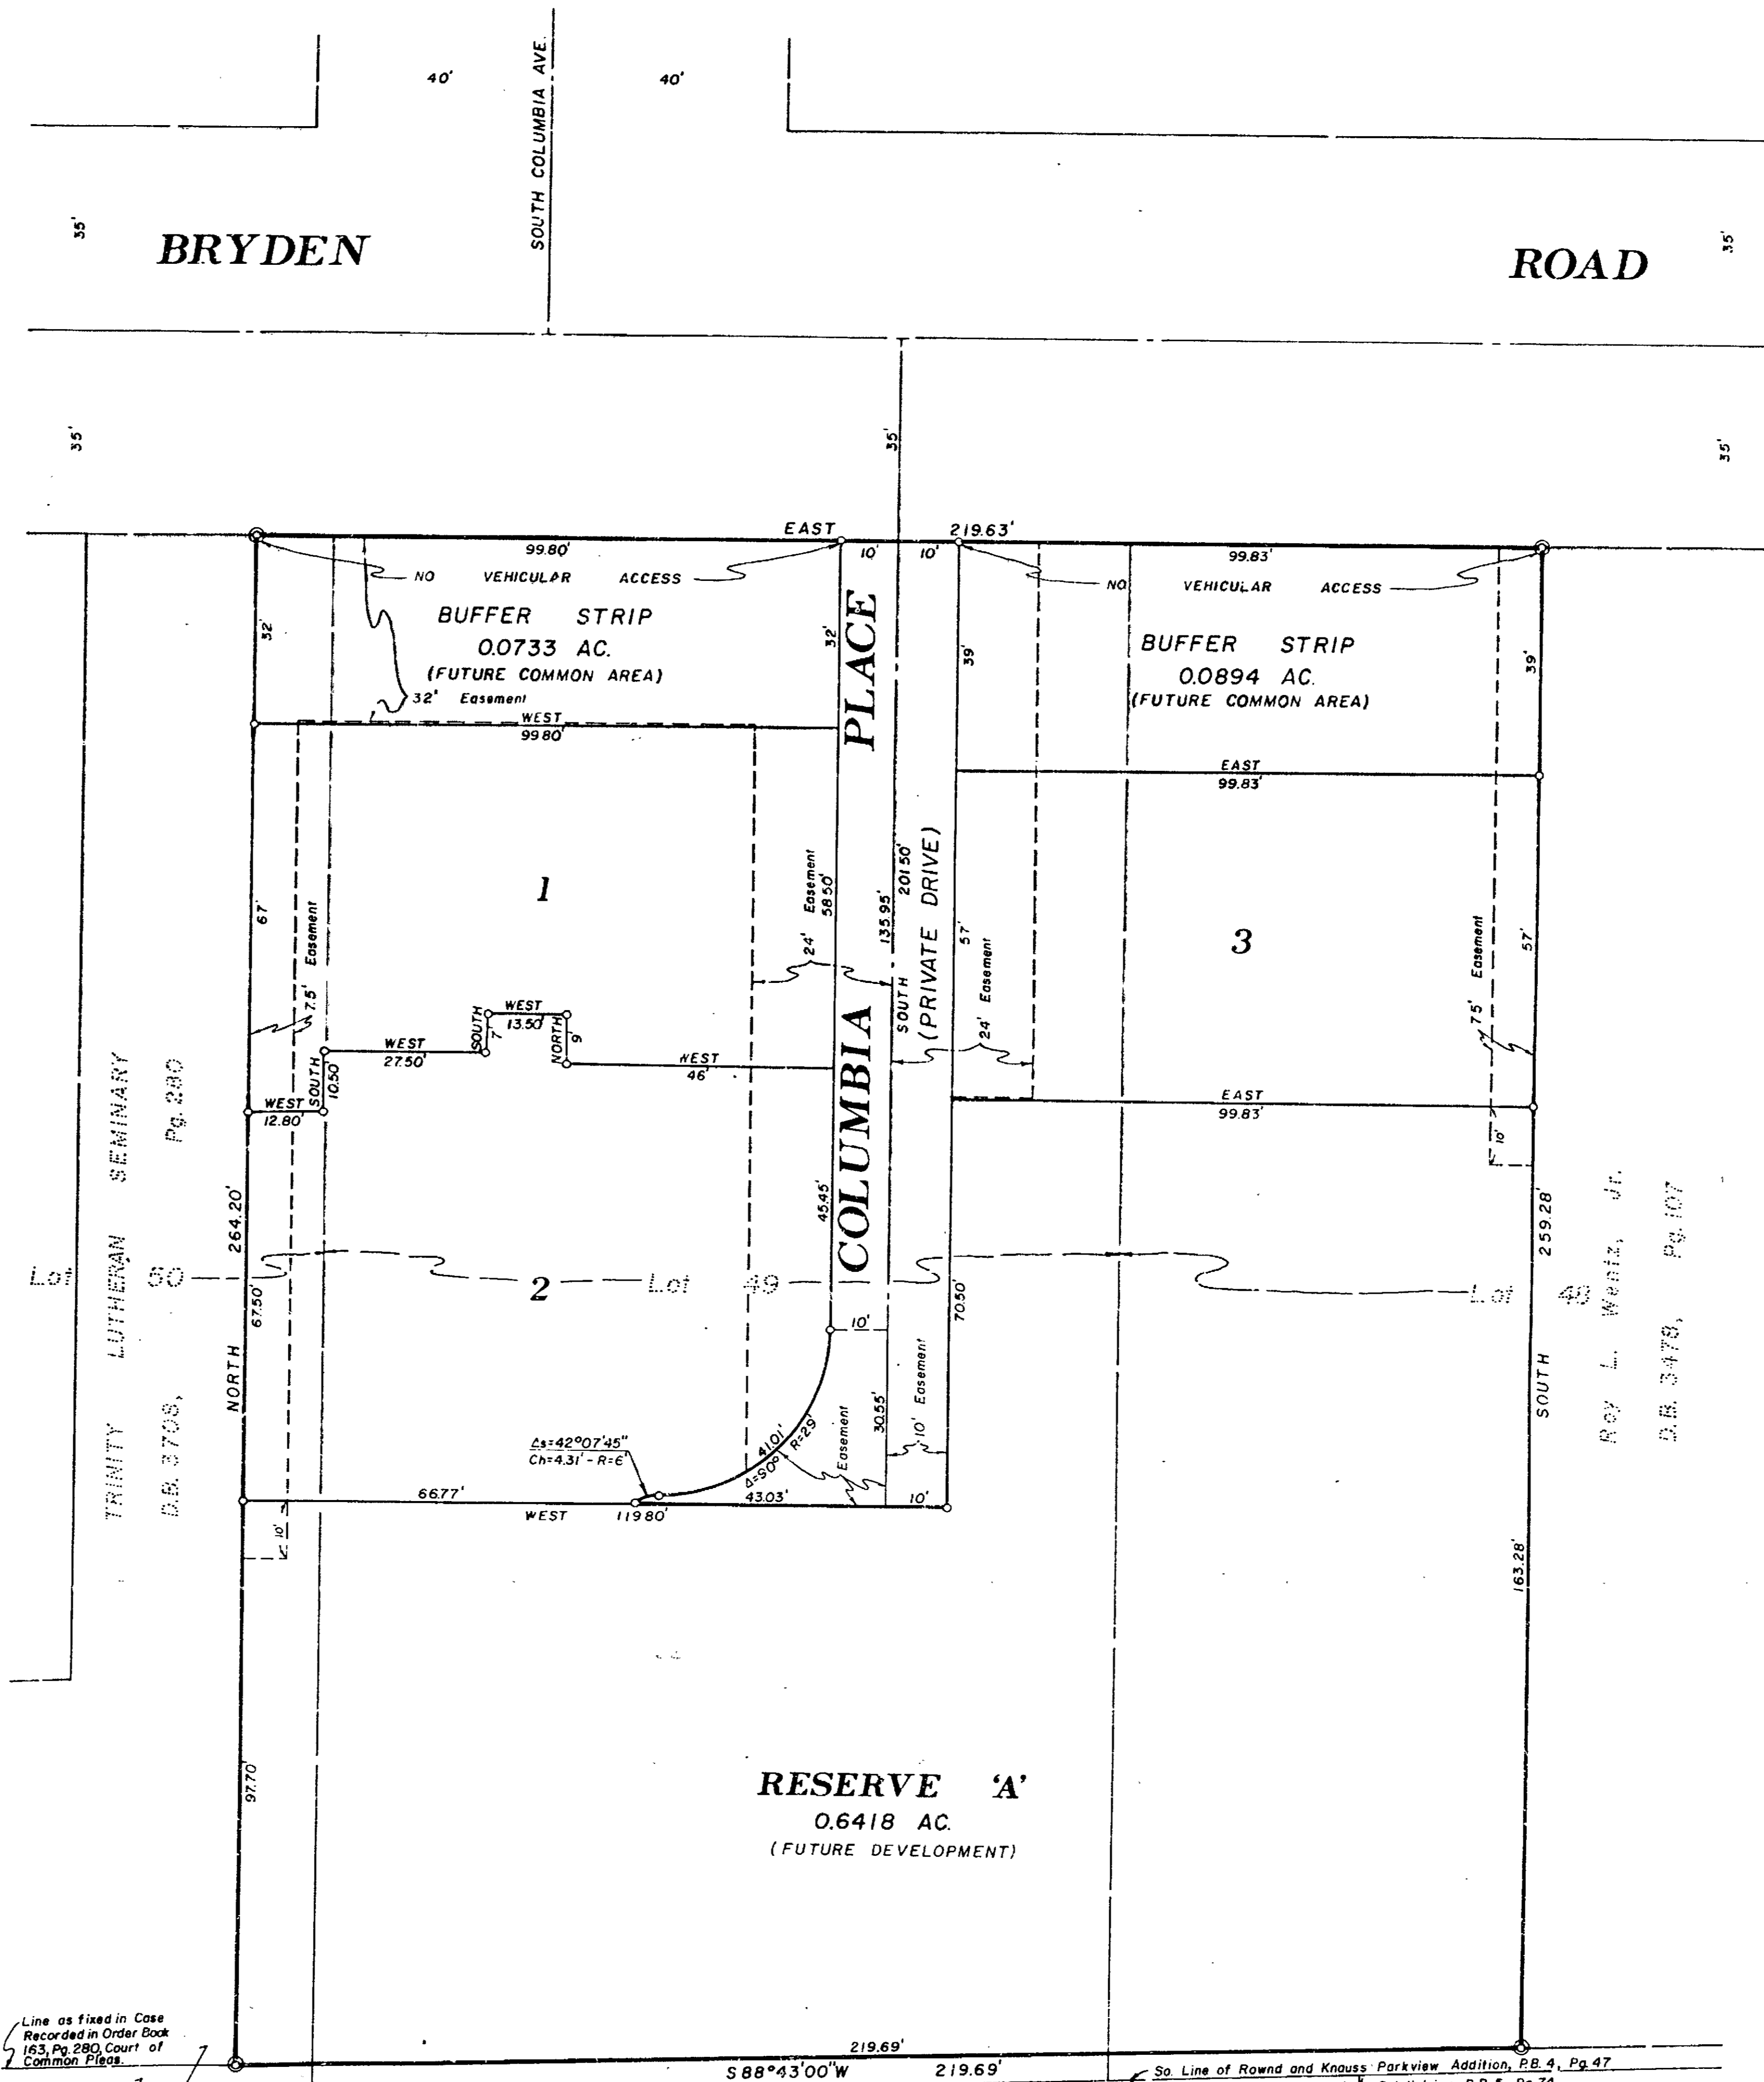 40'
40'
SOUTH COLUMBIA AVE.
35'
BRYDEN
ROAD
35'
35'
35'
35'
EAST
219.63'
99.80'
10'
10'
99.83'
NO VEHICULAR ACCESS
NO VEHICULAR ACCESS
BUFFER STRIP
0.0733 AC.
(FUTURE COMMON AREA)
32' Easement
BUFFER STRIP
0.0894 AC.
(FUTURE COMMON AREA)
32'
32'
39'
39'
WEST
99.80'
EAST
99.83'
COLUMBIA PLACE
(PRIVATE DRIVE)
1
3
67'
7.5' Easement
24' Easement
58.50'
135.95'
SOUTH 201.50'
57'
24' Easement
7.5' Easement
57'
WEST
13.50'
SOUTH
7'
NORTH
9'
WEST
27.50'
WEST
46'
SOUTH
10.50'
WEST
12.80'
EAST
99.83'
10'
TRINITY LUTHERAN SEMINARY
D.B. 3708, Pg. 280
NORTH 264.20'
67.50'
45.45'
70.50'
SOUTH 259.28'
Roy L. Wentz, Jr.
D.B. 3478, Pg. 107
Lot 50
2
Lot 49
Lot 48
10'
30.55'
10' Easement
Easement
41.01'
R=29'
Δ=90°
Δs=42°07'45"
Ch=4.31' - R=6'
66.77'
43.03'
10'
WEST 119.80'
10'
163.28'
97.70'
RESERVE 'A'
0.6418 AC.
(FUTURE DEVELOPMENT)
Line as fixed in Case
Recorded in Order Book
163, Pg. 280, Court of
Common Pleas.
219.69'
S 88°43'00"W 219.69'
So. Line of Rownd and Knauss Parkview Addition, P.B. 4, Pg. 47